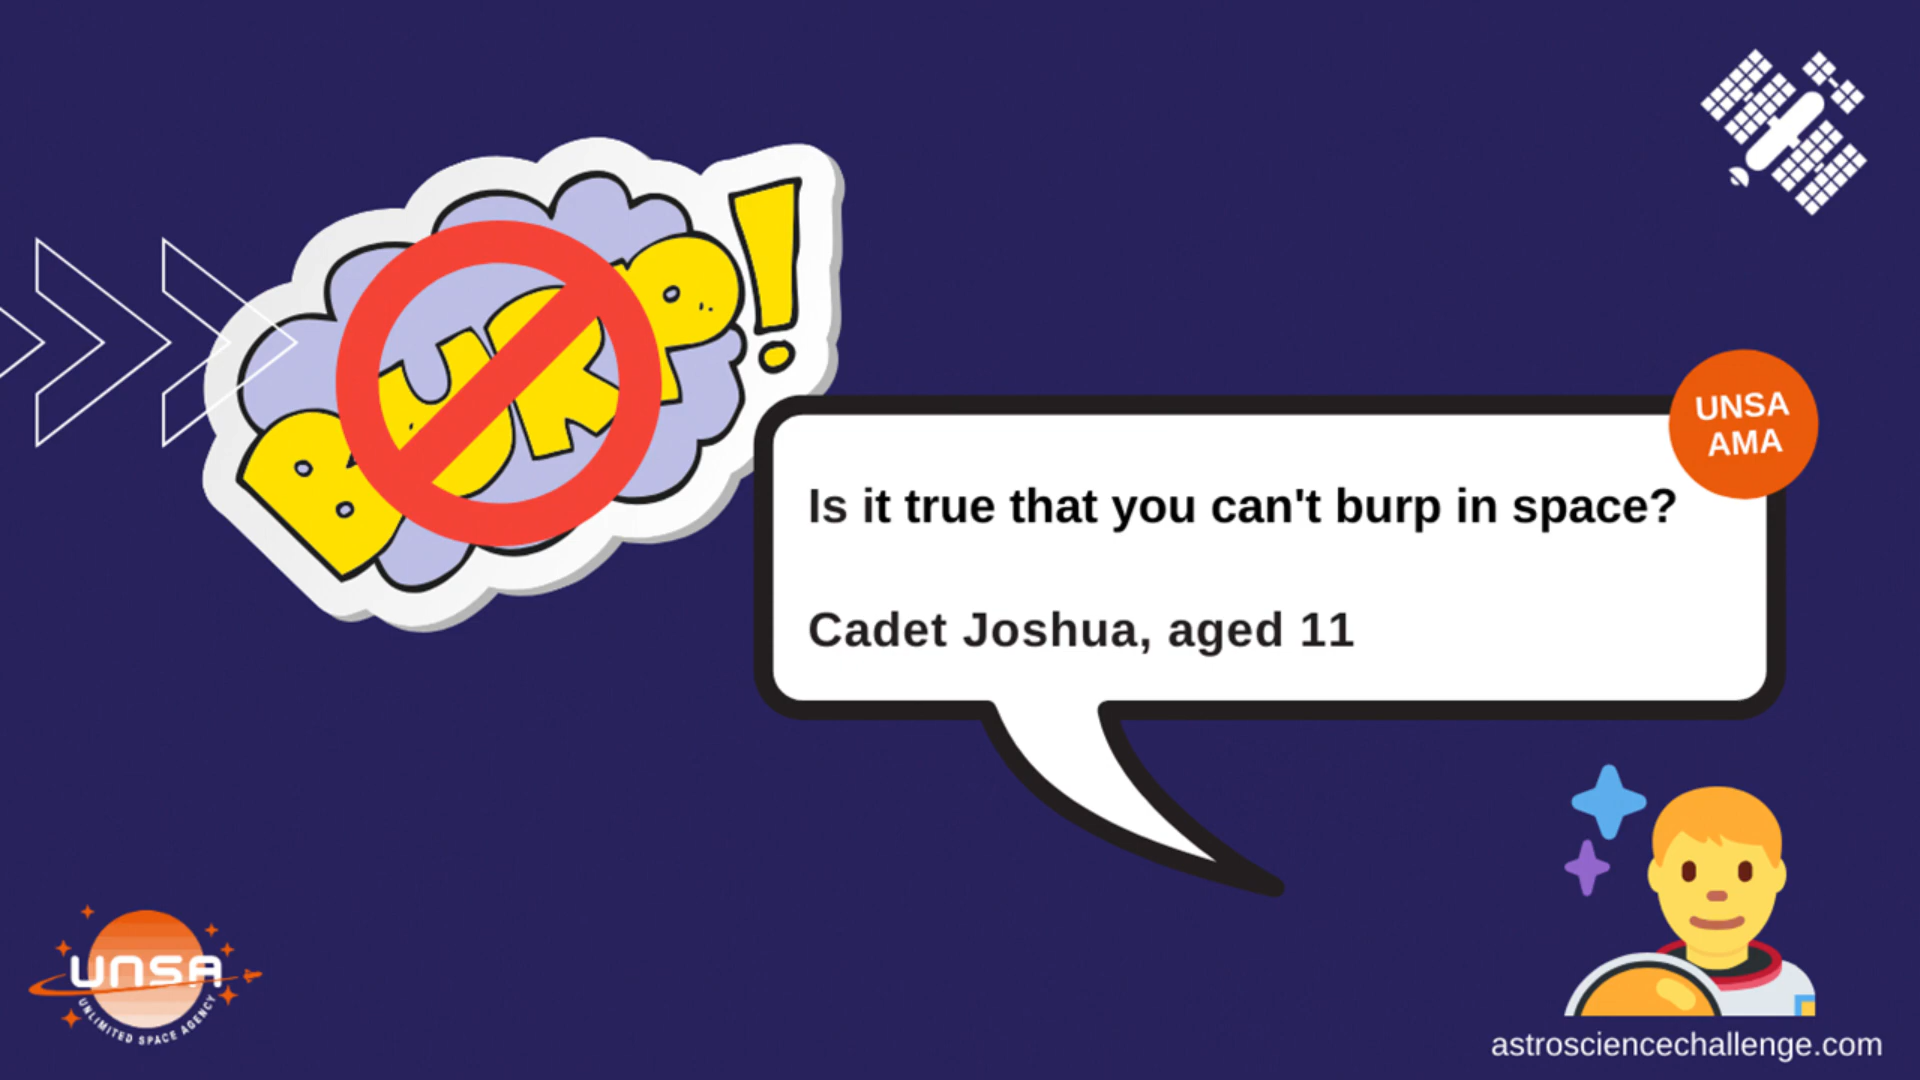 BURP!
UNSA
AMA
Is it true that you can't burp in space?
Cadet Joshua, aged 11
UNSA
UNLIMITED SPACE AGENCY
astrosciencechallenge.com